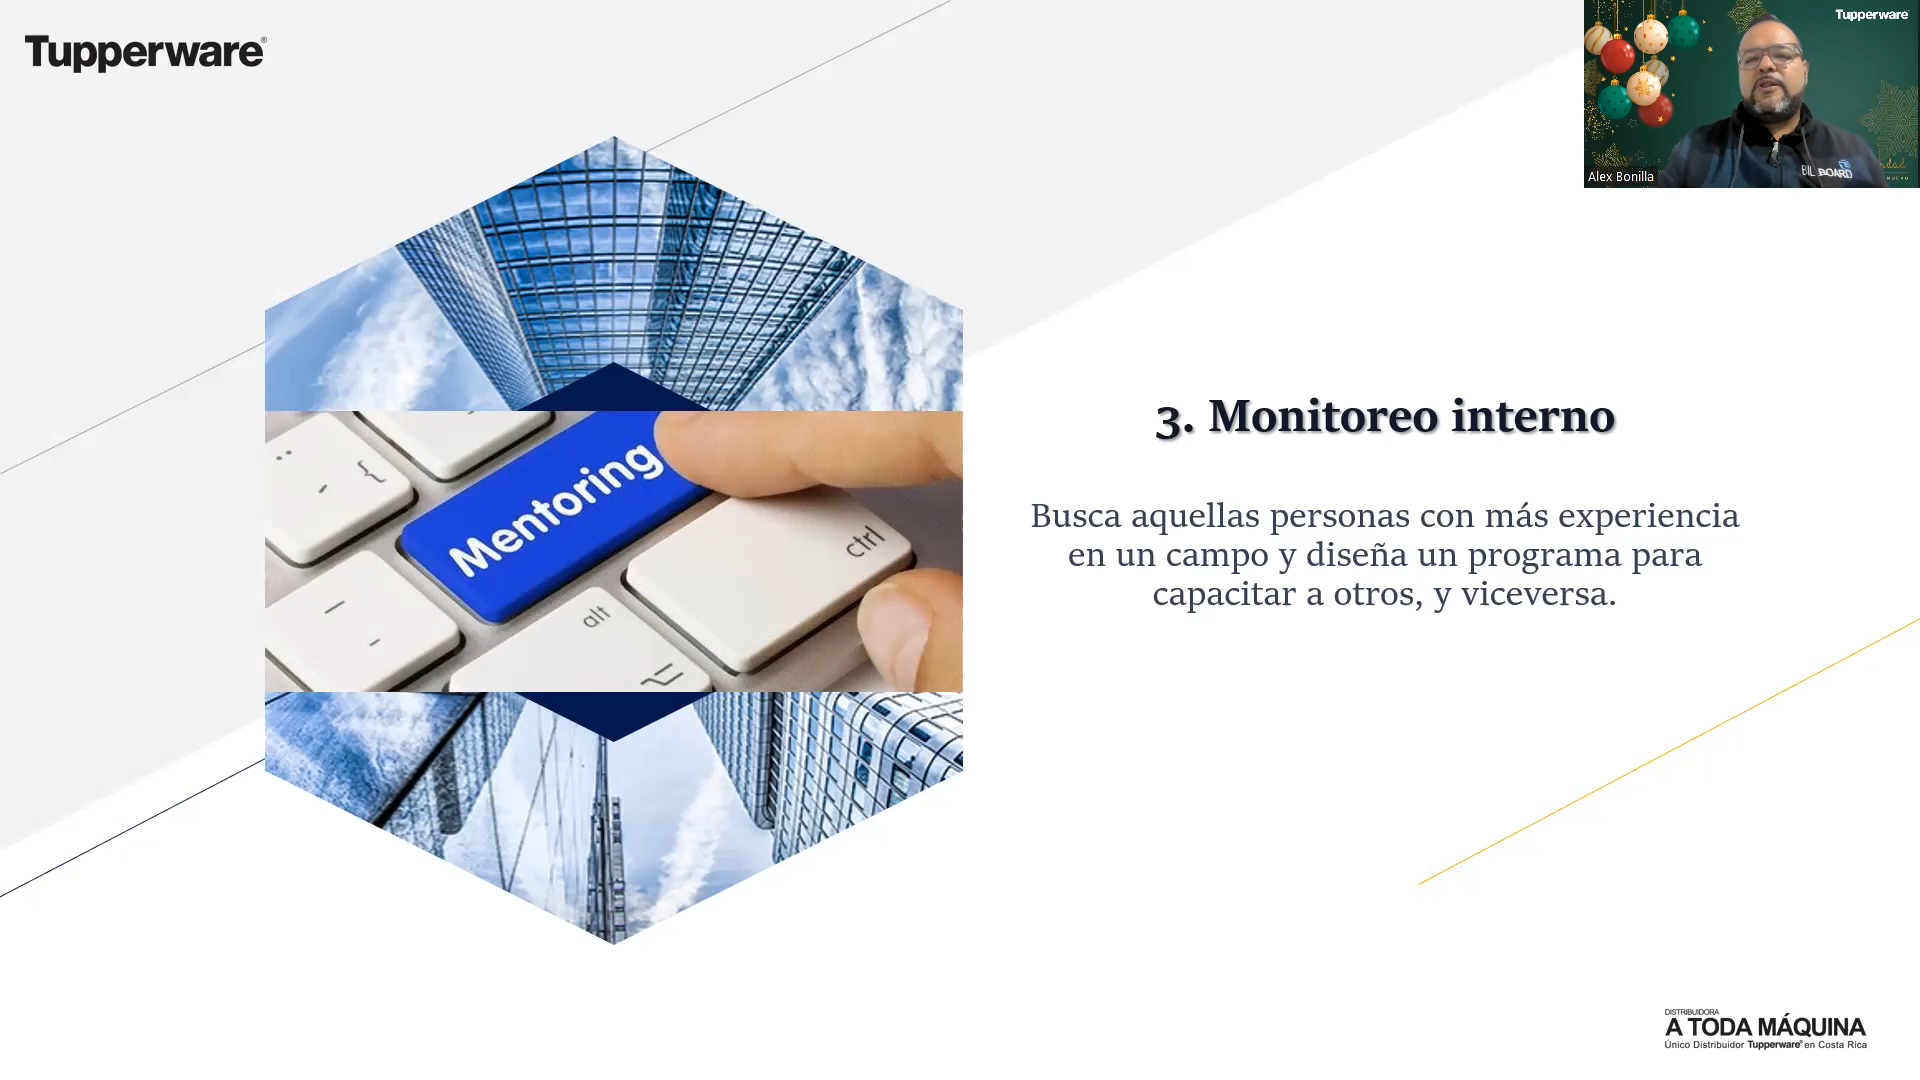 Tupperware®
Tupperware
Alex Bonilla
BILLBOARD
3. Monitoreo interno
Busca aquellas personas con más experiencia
en un campo y diseña un programa para
capacitar a otros, y viceversa.
Mentoring
{
ctrl
alt
DISTRIBUIDORA
A TODA MÁQUINA
Único Distribuidor Tupperware® en Costa Rica